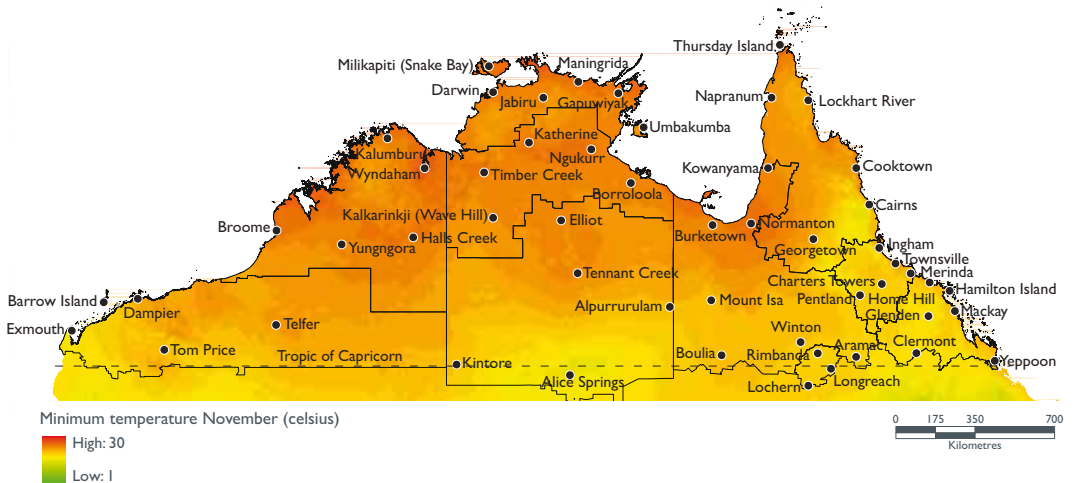 Thursday Island
Milikapiti (Snake Bay)
Maningrida
Darwin
Jabiru
Gapuwiyak
Napranum
Lockhart River
Umbakumba
Katherine
Kalumburu
Ngukurr
Wyndaham
Timber Creek
Kowanyama
Cooktown
Borroloola
Kalkarinkji (Wave Hill)
Elliot
Cairns
Broome
Halls Creek
Yungngora
Burketown
Normanton
Georgetown
Ingham
Townsville
Tennant Creek
Merinda
Charters Towers
Hamilton Island
Barrow Island
Dampier
Alpurrurulam
Mount Isa
Pentland
Home Hill
Mackay
Glenden
Exmouth
Telfer
Winton
Tom Price
Tropic of Capricorn
Kintore
Boulia
Rimbanda
Aramac
Clermont
Yeppoon
Alice Springs
Lochern
Longreach
Minimum temperature November (celsius)
High: 30
Low: 1
0 175 350 700
Kilometres